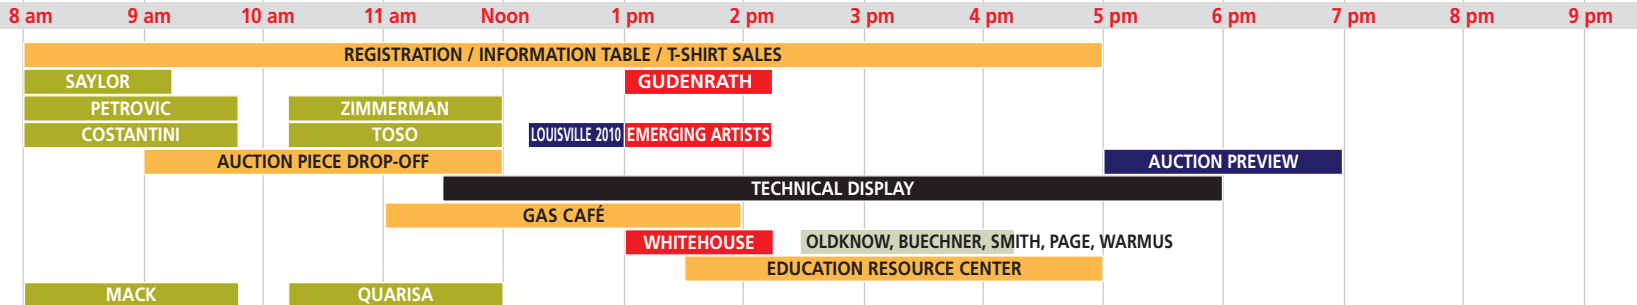 8 am 9 am 10 am 11 am Noon 1 pm 2 pm 3 pm 4 pm 5 pm 6 pm 7 pm 8 pm 9 pm
REGISTRATION / INFORMATION TABLE / T-SHIRT SALES
SAYLOR GUDENRATH
PETROVIC ZIMMERMAN
COSTANTINI TOSO LOUISVILLE 2010 EMERGING ARTISTS
AUCTION PIECE DROP-OFF AUCTION PREVIEW
TECHNICAL DISPLAY
GAS CAFÉ
WHITEHOUSE OLDKNOW, BUECHNER, SMITH, PAGE, WARMUS
EDUCATION RESOURCE CENTER
MACK QUARISA